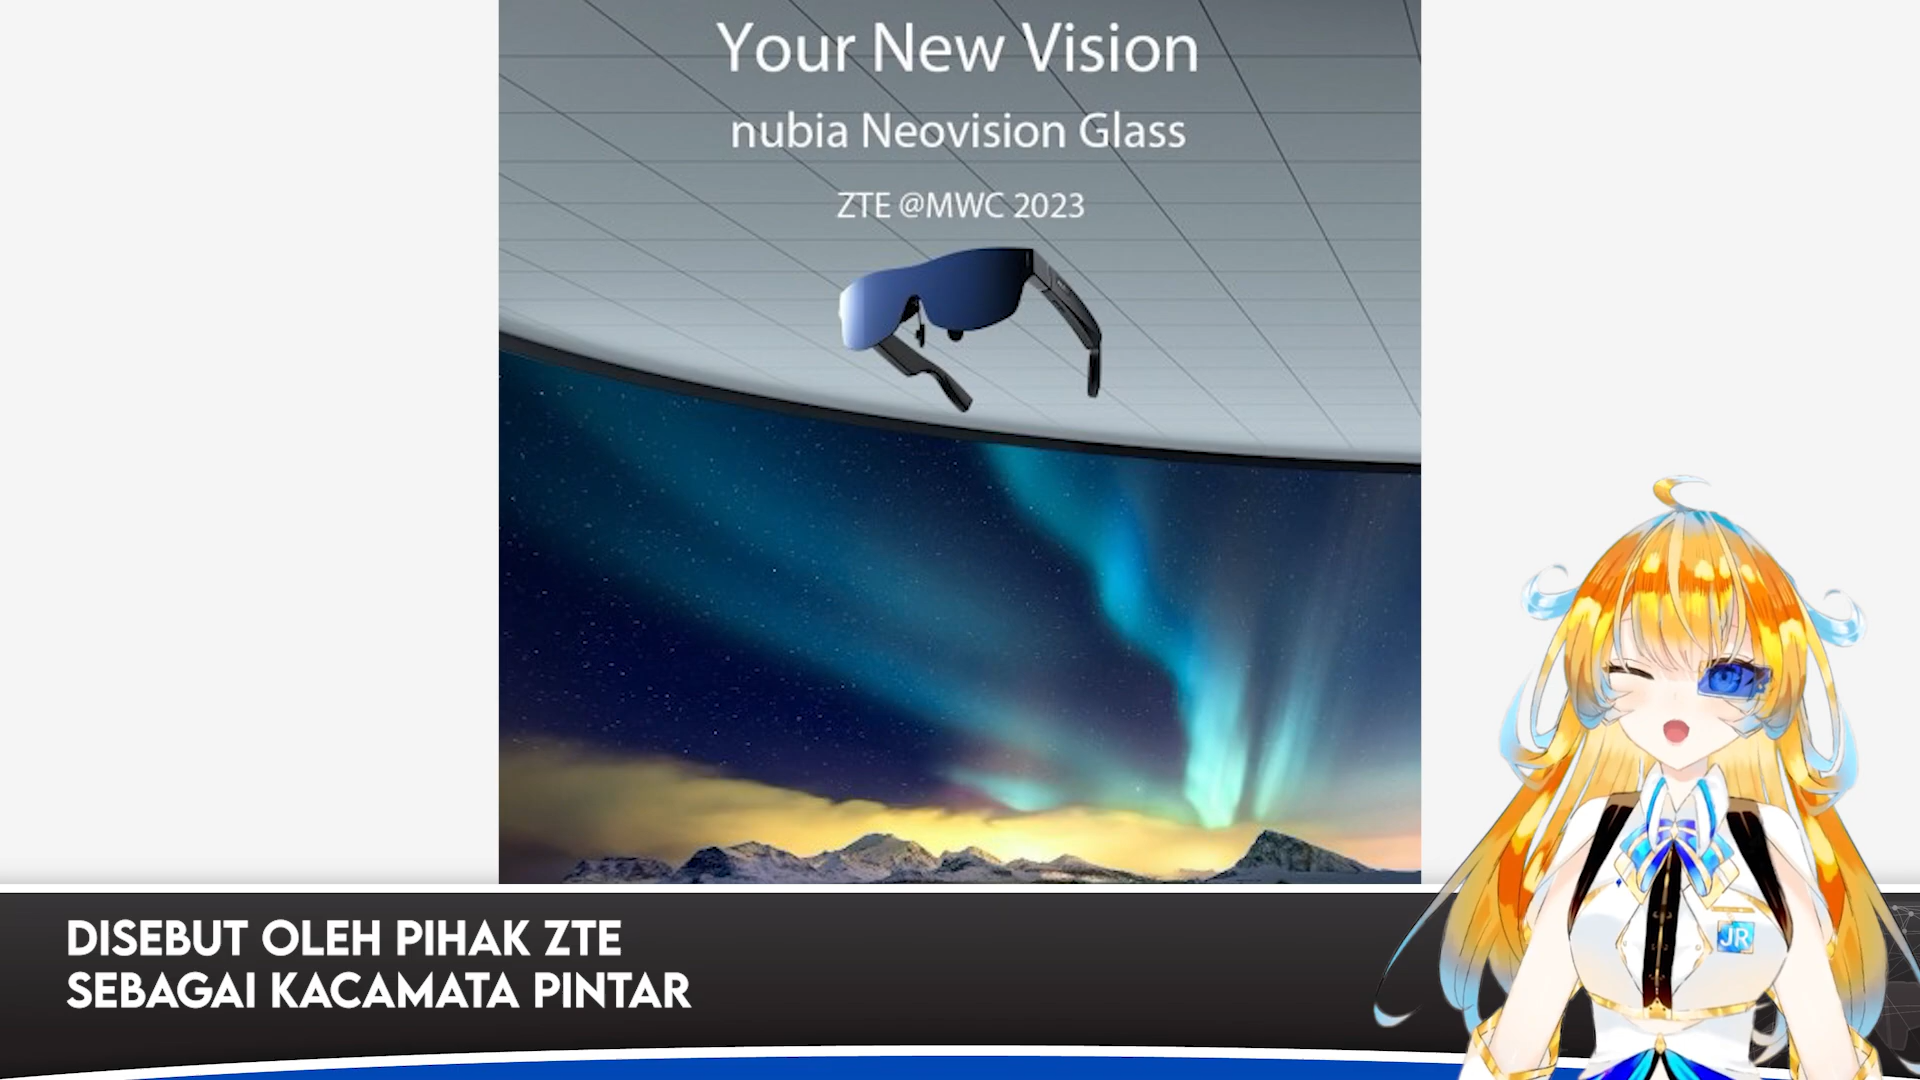 Your New Vision
nubia Neovision Glass
ZTE @MWC 2023
DISEBUT OLEH PIHAK ZTE
SEBAGAI KACAMATA PINTAR
JR